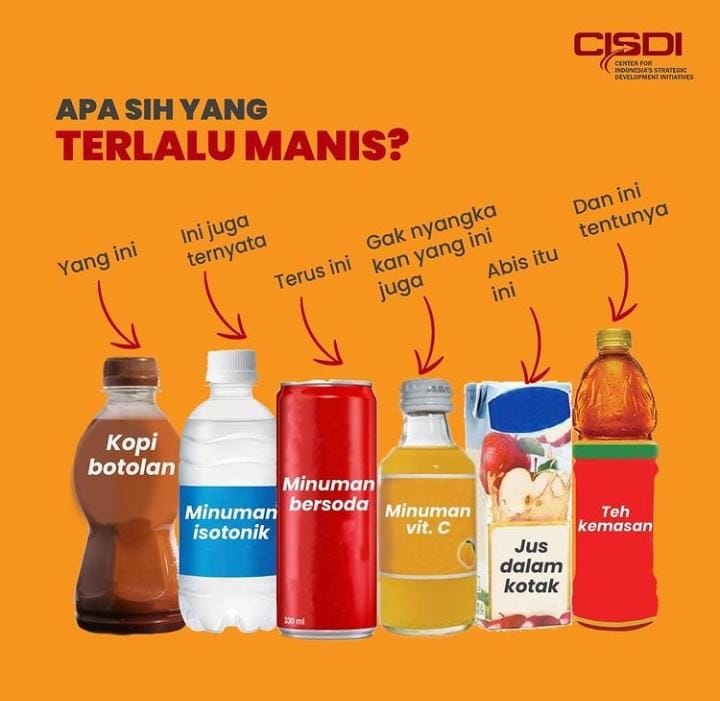 CISDI
CENTER FOR
INDONESIA'S STRATEGIC
DEVELOPMENT INITIATIVES
APA SIH YANG
TERLALU MANIS?
Yang ini
Ini juga
ternyata
Terus ini
Gak nyangka
kan yang ini
juga
Abis itu
ini
Dan ini
tentunya
Kopi
botolan
Minuman
isotonik
Minuman
bersoda
330 ml
Minuman
vit. C
Jus
dalam
kotak
Teh
kemasan